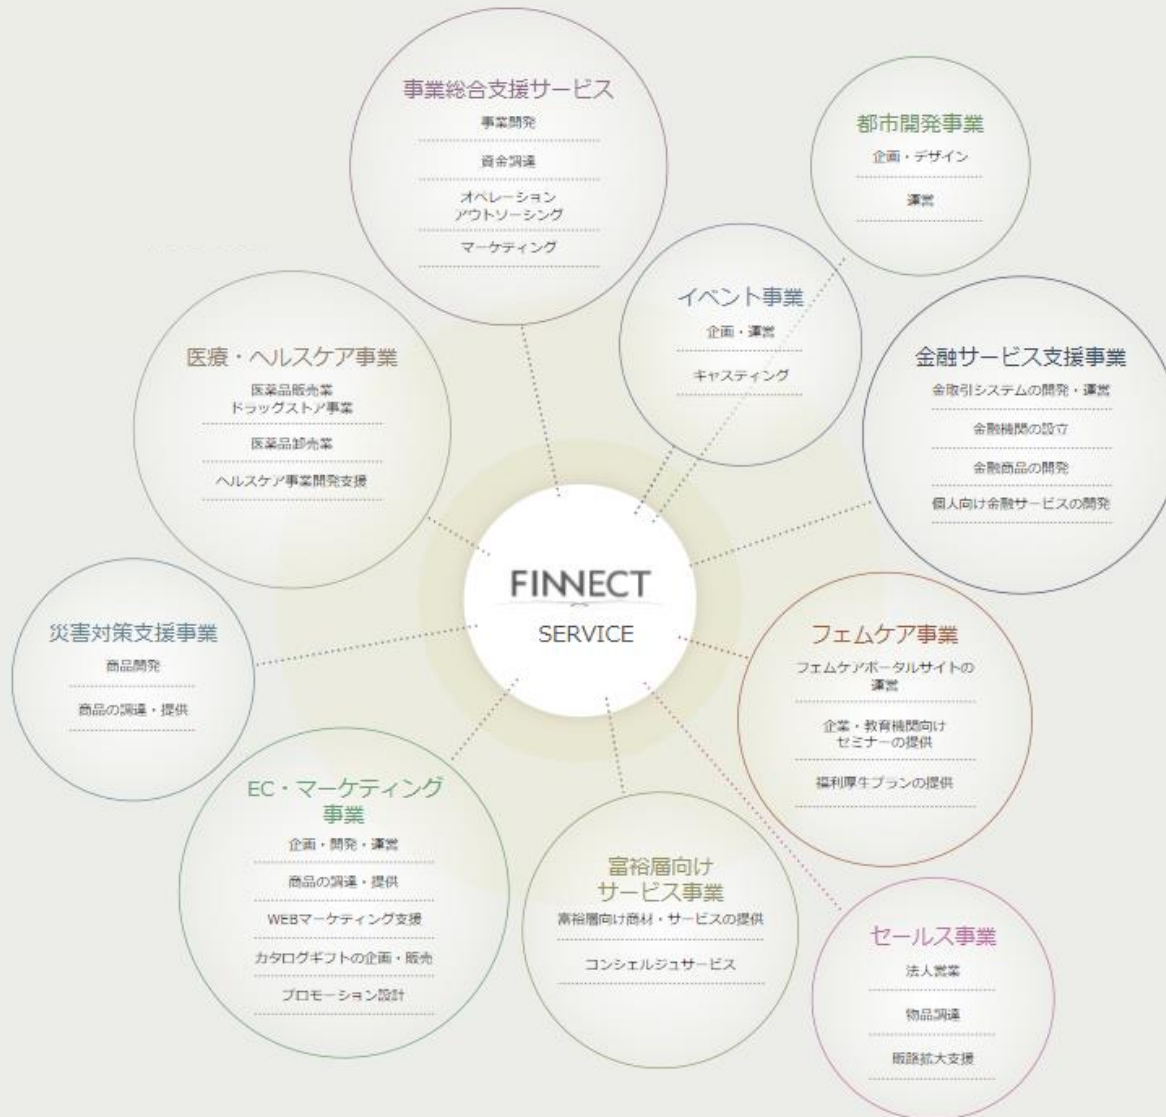 事業総合支援サービス
事業開発
資金調達
オペレーション
アウトソーシング
マーケティング
都市開発事業
企画・デザイン
運営
イベント事業
企画・運営
キャスティング
医療・ヘルスケア事業
医薬品販売業
ドラッグストア事業
医薬品卸売業
ヘルスケア事業開発支援
金融サービス支援事業
金取引システムの開発・運営
金融機関の設立
金融商品の開発
個人向け金融サービスの開発
FINNECT
SERVICE
災害対策支援事業
商品開発
商品の調達・提供
フェムケア事業
フェムケアポータルサイトの
運営
企業・教育機関向け
セミナーの提供
福利厚生プランの提供
EC・マーケティング
事業
企画・開発・運営
商品の調達・提供
WEBマーケティング支援
カタログギフトの企画・販売
プロモーション設計
富裕層向け
サービス事業
富裕層向け商材・サービスの提供
コンシェルジュサービス
セールス事業
法人営業
物品調達
販路拡大支援